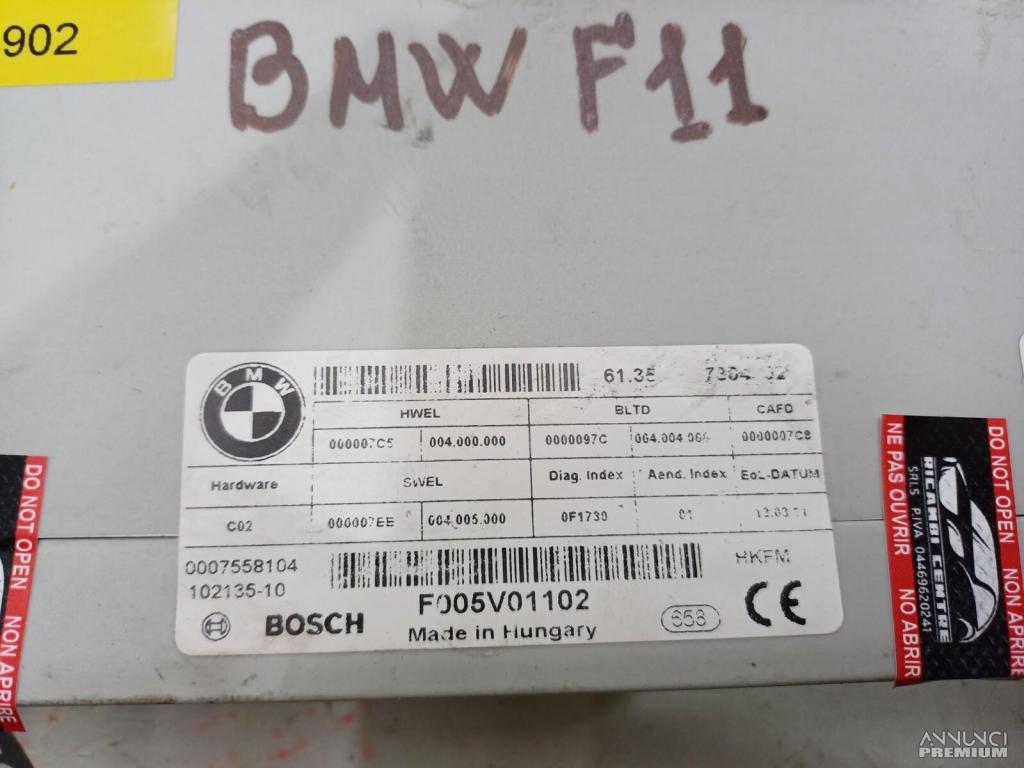 902
BMW F11
BMW
61.35
HWEL BLTD CAFD
000007C5 004.000.000 0000097C 0000007C8
Hardware SWEL Diag. Index Aend. Index EoL-DATUM
C02 000007EE 004.005.000 0F1730 01
0007558104
102135-10
HKFM
F005V01102
BOSCH
Made in Hungary
658
CE
DO NOT OPEN NON APRIRE
DO NOT OPEN NON APRIRE
RICAMBI CENTRE
SRLS P.IVA 04469620241
NE PAS OUVRIR NO ABRIR
ANNUNCI
PREMIUM